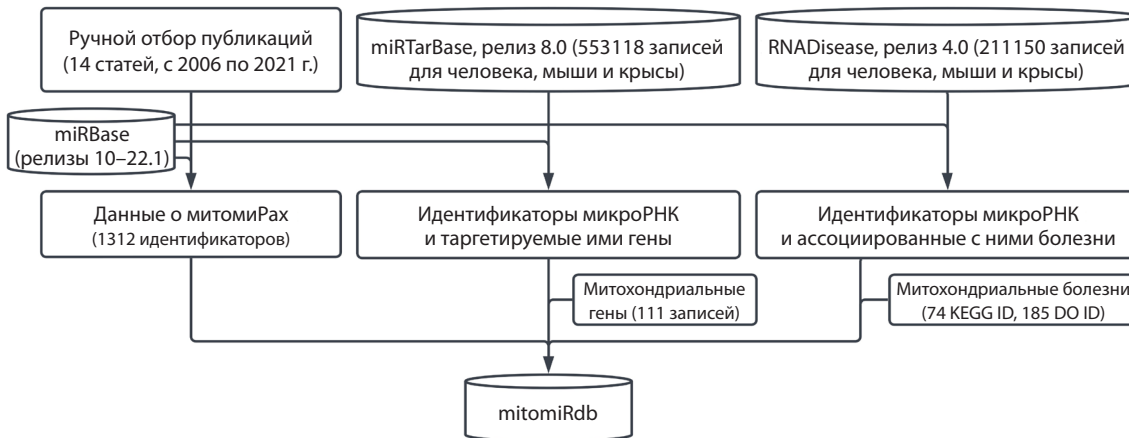 Ручной отбор публикаций
(14 статей, с 2006 по 2021 г.)
miRTarBase, релиз 8.0 (553118 записей
для человека, мыши и крысы)
RNADisease, релиз 4.0 (211150 записей
для человека, мыши и крысы)
miRBase
(релизы 10–22.1)
Данные о митомиРах
(1312 идентификаторов)
Идентификаторы микроРНК
и таргетируемые ими гены
Идентификаторы микроРНК
и ассоциированные с ними болезни
Митохондриальные
гены (111 записей)
Митохондриальные болезни
(74 KEGG ID, 185 DO ID)
mitomiRdb